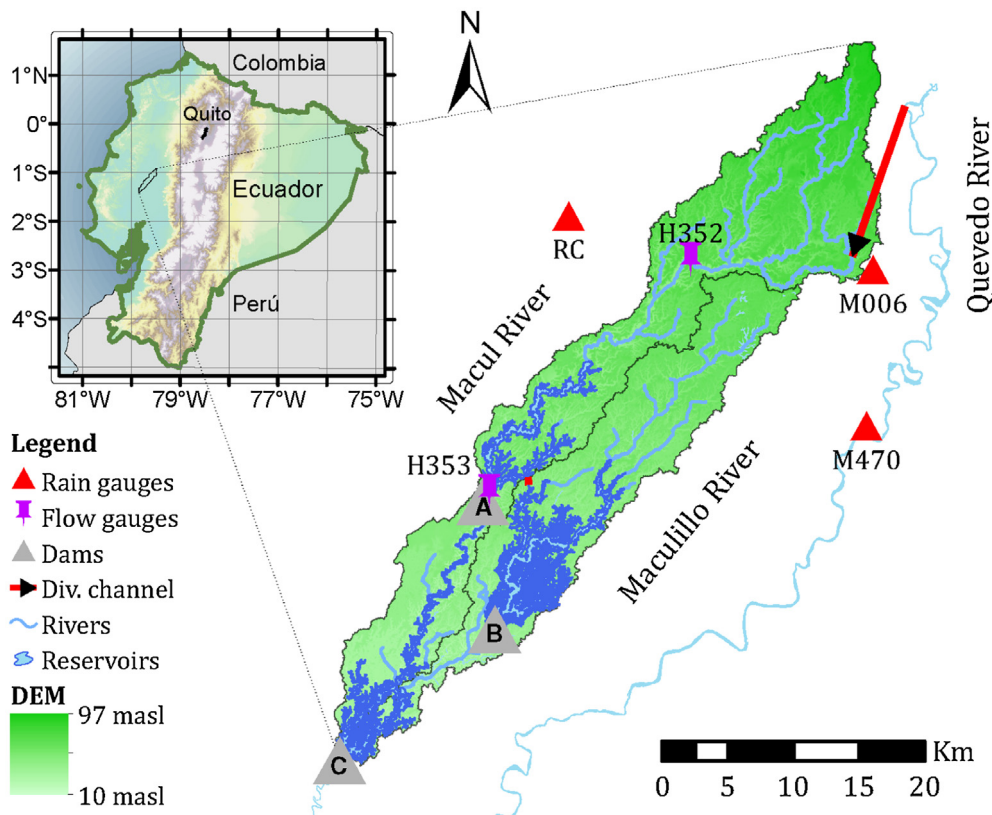 N
Colombia
1°N
Quito
0°
1°S
Ecuador
2°S
3°S
Perú
4°S
81°W
79°W
77°W
75°W
Quevedo River
RC
H352
M006
Macul River
M470
H353
A
Maculillo River
B
C
Legend
Rain gauges
Flow gauges
Dams
Div. channel
Rivers
Reservoirs
DEM
97 masl
10 masl
Km
0 5 10 15 20